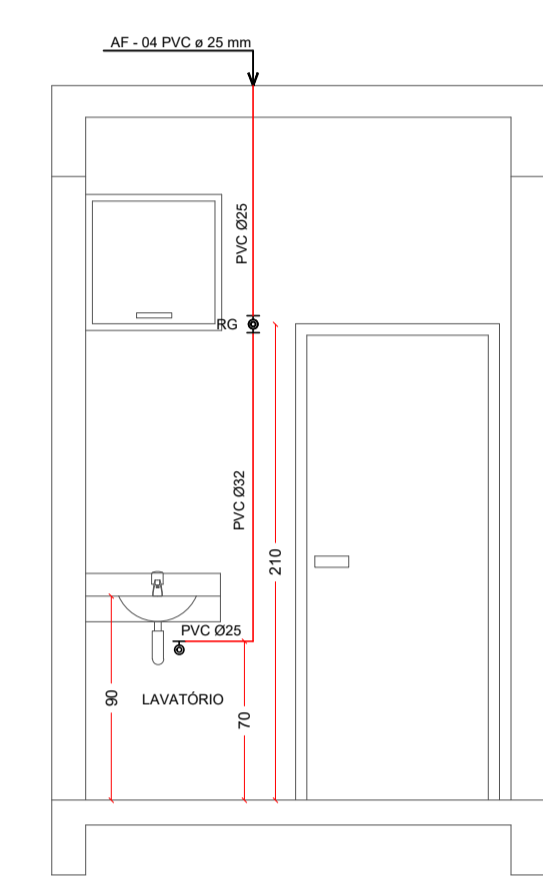 AF - 04 PVC ø 25 mm
PVC Ø25
RG
PVC Ø32
210
PVC Ø25
90
LAVATÓRIO
70